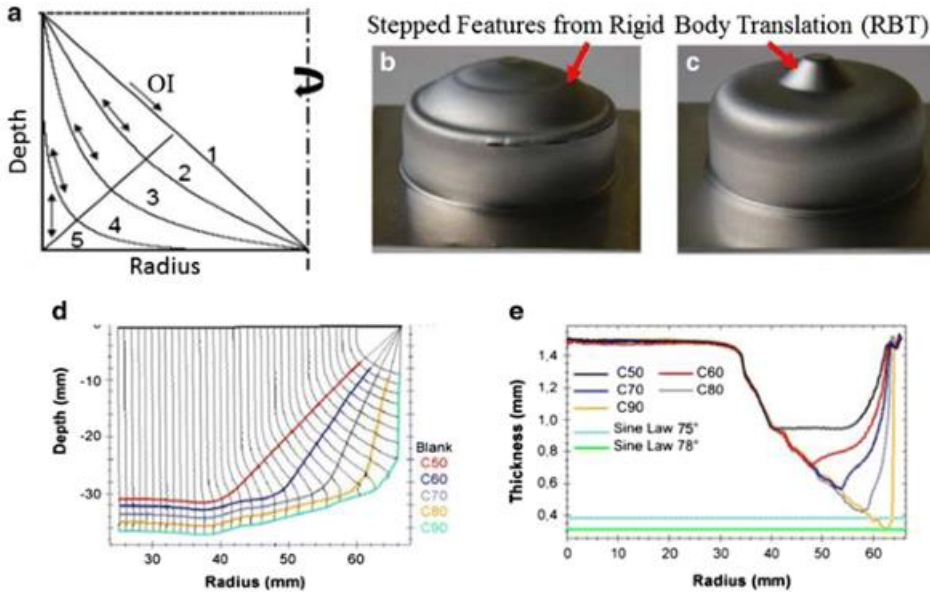 a
Stepped Features from Rigid Body Translation (RBT)
b
c
OI
1
2
3
4
5
Depth
Radius
d
e
0
-10
-20
-30
Depth (mm)
30
40
50
60
Radius (mm)
Blank
C50
C60
C70
C80
C90
1,4
1.2
1.0
0.8
0.6
0.4
Thickness (mm)
C50
C60
C70
C80
C90
Sine Law 75°
Sine Law 78°
0
10
20
30
40
50
60
Radius (mm)